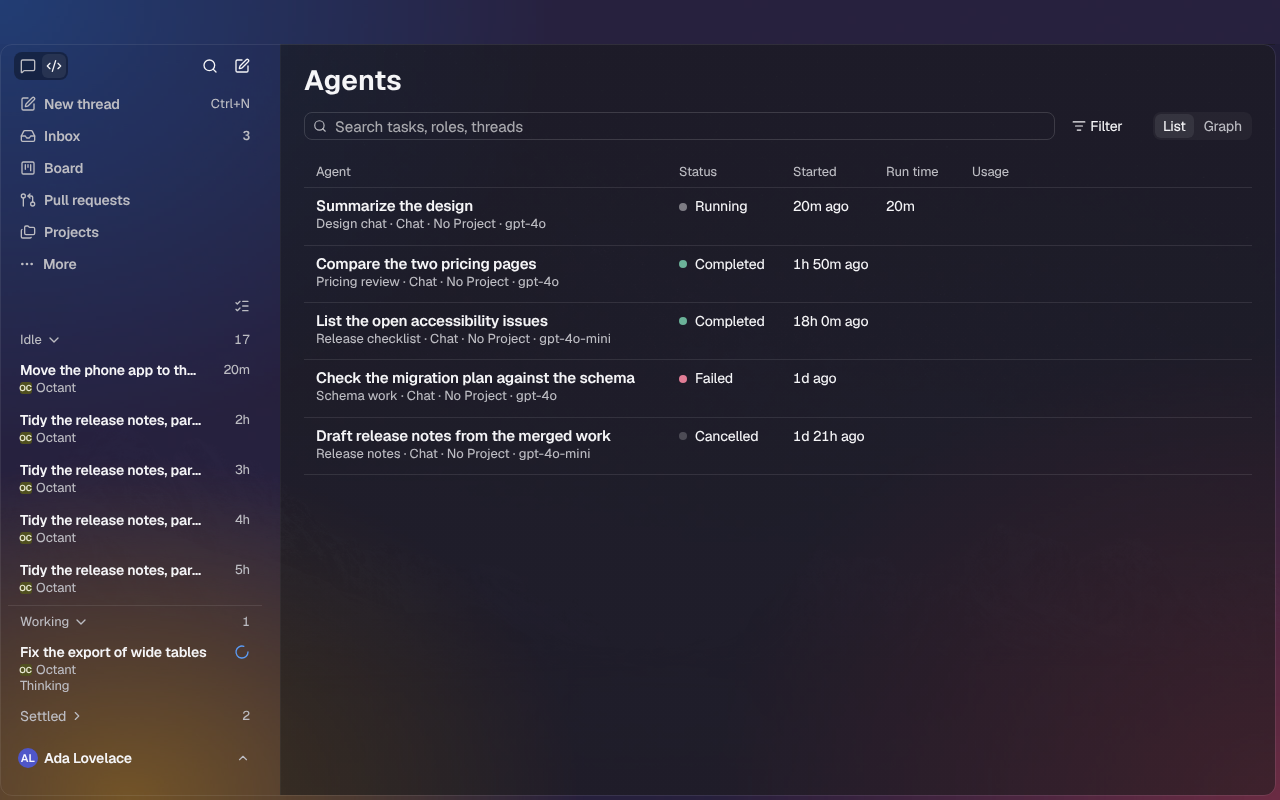 New thread
Ctrl+N
Inbox
3
Board
Pull requests
Projects
More
Idle
17
Move the phone app to th...
20m
OC Octant
Tidy the release notes, par...
2h
OC Octant
Tidy the release notes, par...
3h
OC Octant
Tidy the release notes, par...
4h
OC Octant
Tidy the release notes, par...
5h
OC Octant
Working
1
Fix the export of wide tables
OC Octant
Thinking
Settled
2
AL Ada Lovelace
Agents
Search tasks, roles, threads
Filter
List
Graph
Agent Status Started Run time Usage
Summarize the design
Design chat · Chat · No Project · gpt-4o
Running 20m ago 20m
Compare the two pricing pages
Pricing review · Chat · No Project · gpt-4o
Completed 1h 50m ago
List the open accessibility issues
Release checklist · Chat · No Project · gpt-4o-mini
Completed 18h 0m ago
Check the migration plan against the schema
Schema work · Chat · No Project · gpt-4o
Failed 1d ago
Draft release notes from the merged work
Release notes · Chat · No Project · gpt-4o-mini
Cancelled 1d 21h ago